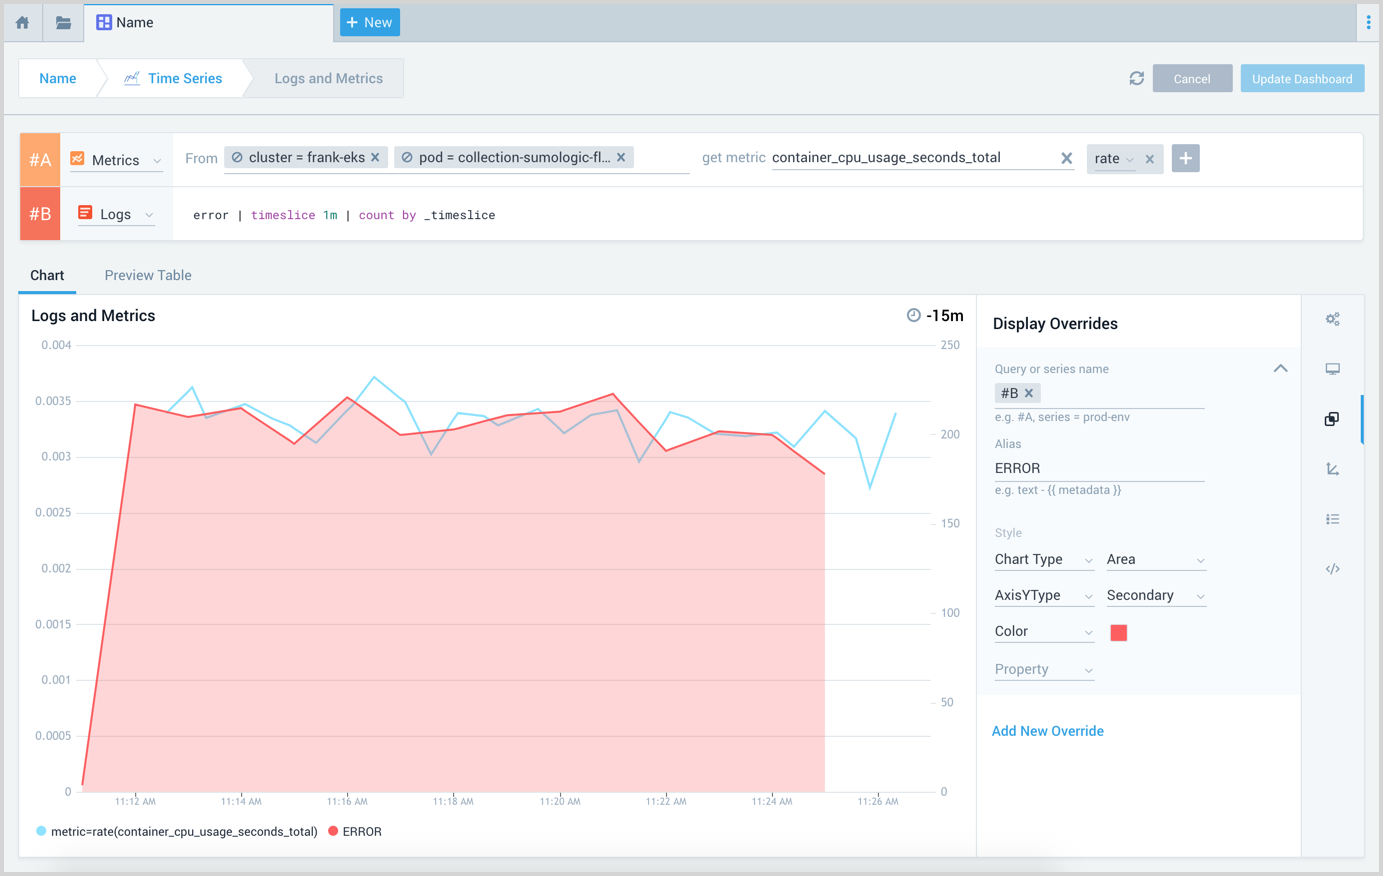 Name
+ New
Name
Time Series
Logs and Metrics
Cancel
Update Dashboard
#A
Metrics
From
cluster = frank-eks
pod = collection-sumologic-fl...
get metric
container_cpu_usage_seconds_total
rate
#B
Logs
error | timeslice 1m | count by _timeslice
Chart
Preview Table
Logs and Metrics
-15m
0.004
0.0035
0.003
0.0025
0.002
0.0015
0.001
0.0005
0
250
200
150
100
50
0
11:12 AM
11:14 AM
11:16 AM
11:18 AM
11:20 AM
11:22 AM
11:24 AM
11:26 AM
metric=rate(container_cpu_usage_seconds_total)
ERROR
Display Overrides
Query or series name
#B
e.g. #A, series = prod-env
Alias
ERROR
e.g. text - {{ metadata }}
Style
Chart Type
Area
AxisYType
Secondary
Color
Property
Add New Override